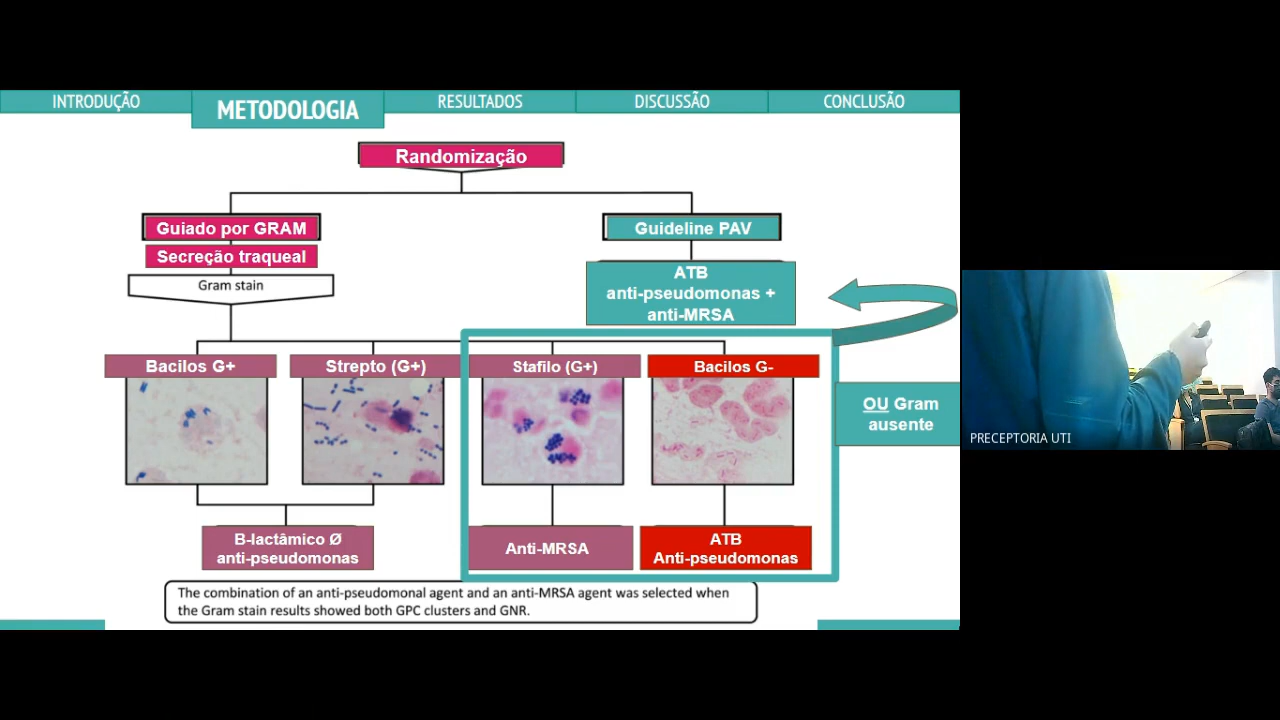 INTRODUÇÃO
METODOLOGIA
RESULTADOS
DISCUSSÃO
CONCLUSÃO
Randomização
Guiado por GRAM
Secreção traqueal
Gram stain
Guideline PAV
ATB
anti-pseudomonas +
anti-MRSA
Bacilos G+
Strepto (G+)
Stafilo (G+)
Bacilos G-
OU Gram
ausente
B-lactâmico Ø
anti-pseudomonas
Anti-MRSA
ATB
Anti-pseudomonas
The combination of an anti-pseudomonal agent and an anti-MRSA agent was selected when
the Gram stain results showed both GPC clusters and GNR.
PRECEPTORIA UTI